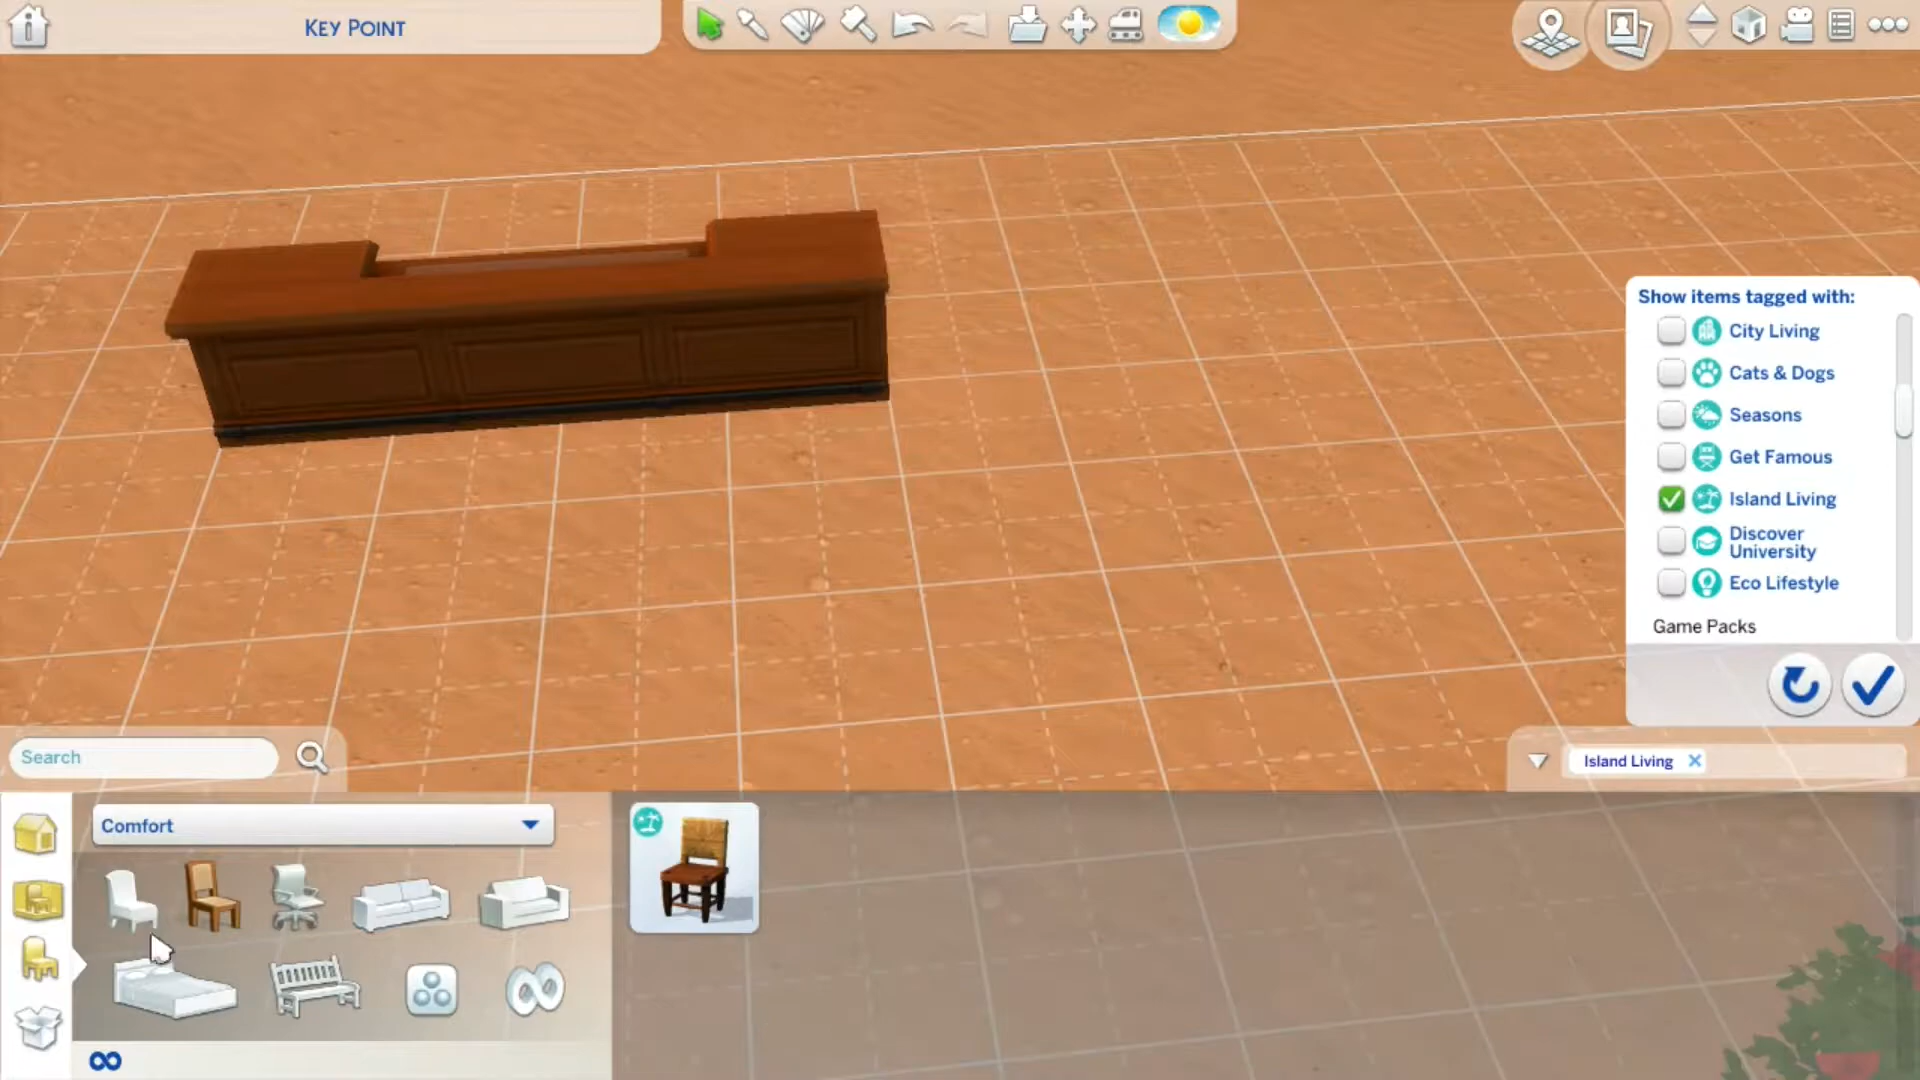 KEY POINT
Show items tagged with:
City Living
Cats & Dogs
Seasons
Get Famous
Island Living
Discover
University
Eco Lifestyle
Game Packs
Search
Island Living
Comfort